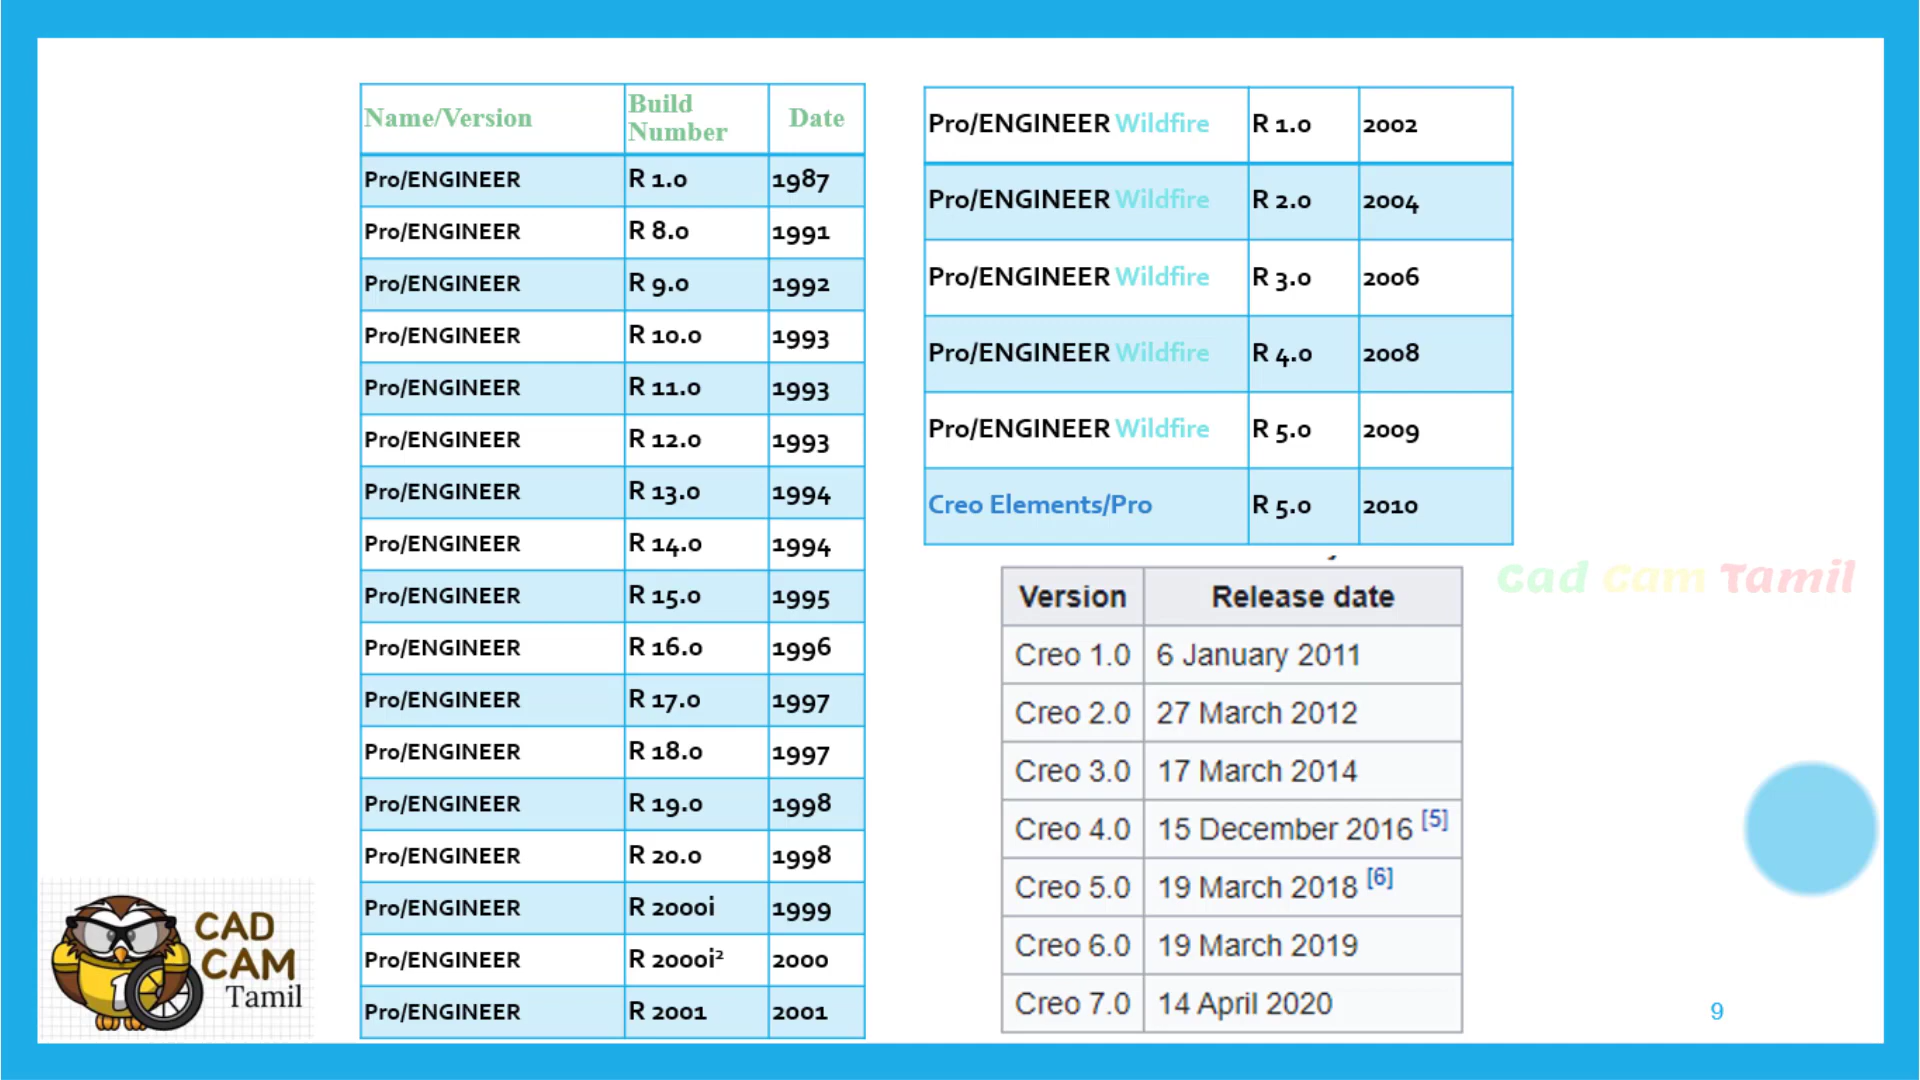 Name/Version Build Number Date
Pro/ENGINEER R 1.0 1987
Pro/ENGINEER R 8.0 1991
Pro/ENGINEER R 9.0 1992
Pro/ENGINEER R 10.0 1993
Pro/ENGINEER R 11.0 1993
Pro/ENGINEER R 12.0 1993
Pro/ENGINEER R 13.0 1994
Pro/ENGINEER R 14.0 1994
Pro/ENGINEER R 15.0 1995
Pro/ENGINEER R 16.0 1996
Pro/ENGINEER R 17.0 1997
Pro/ENGINEER R 18.0 1997
Pro/ENGINEER R 19.0 1998
Pro/ENGINEER R 20.0 1998
Pro/ENGINEER R 2000i 1999
Pro/ENGINEER R 2000i² 2000
Pro/ENGINEER R 2001 2001
Pro/ENGINEER Wildfire R 1.0 2002
Pro/ENGINEER Wildfire R 2.0 2004
Pro/ENGINEER Wildfire R 3.0 2006
Pro/ENGINEER Wildfire R 4.0 2008
Pro/ENGINEER Wildfire R 5.0 2009
Creo Elements/Pro R 5.0 2010
Version Release date
Creo 1.0 6 January 2011
Creo 2.0 27 March 2012
Creo 3.0 17 March 2014
Creo 4.0 15 December 2016 [5]
Creo 5.0 19 March 2018 [6]
Creo 6.0 19 March 2019
Creo 7.0 14 April 2020
Cad Cam Tamil
CAD
CAM
Tamil
9